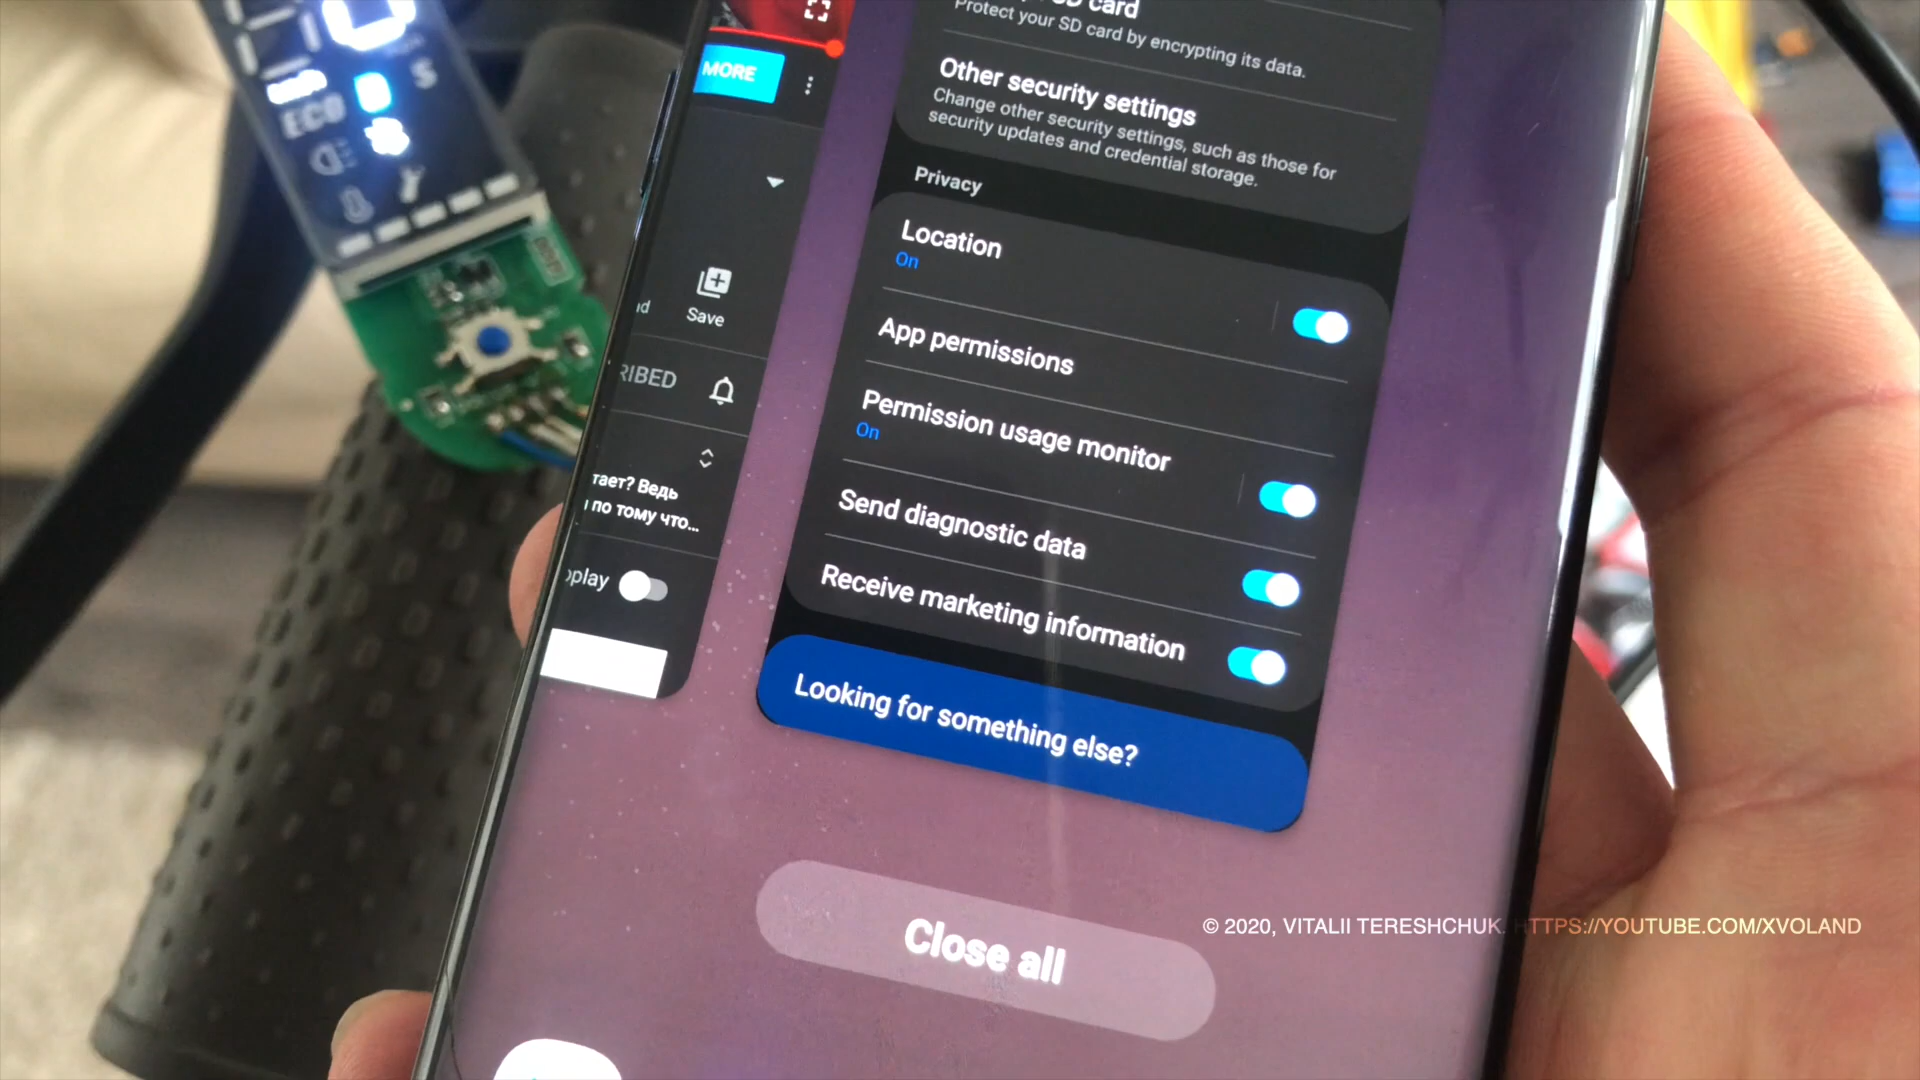 ECO
S
MORE
Save
RIBED
тает? Ведь
по тому что...
play
SD card
Protect your SD card by encrypting its data.
Other security settings
Change other security settings, such as those for
security updates and credential storage.
Privacy
Location
On
App permissions
Permission usage monitor
On
Send diagnostic data
Receive marketing information
Looking for something else?
Close all
© 2020, VITALII TERESHCHUK. HTTPS://YOUTUBE.COM/XVOLAND